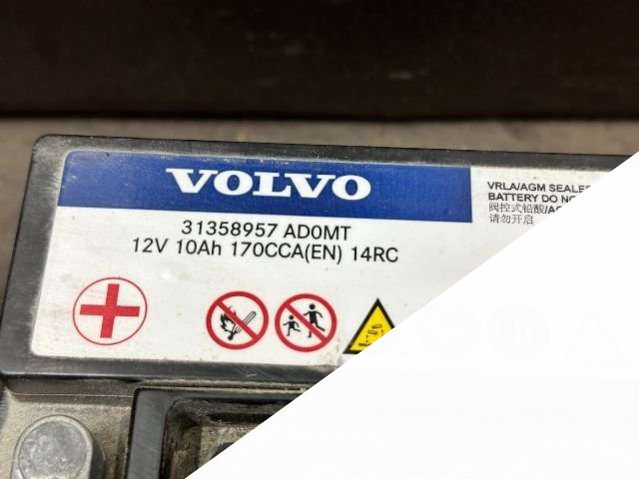 VOLVO
31358957 AD0MT
12V 10Ah 170CCA(EN) 14RC
VRLA/AGM SEALE
BATTERY DO NO
阀控式铅酸/AG
请勿开启